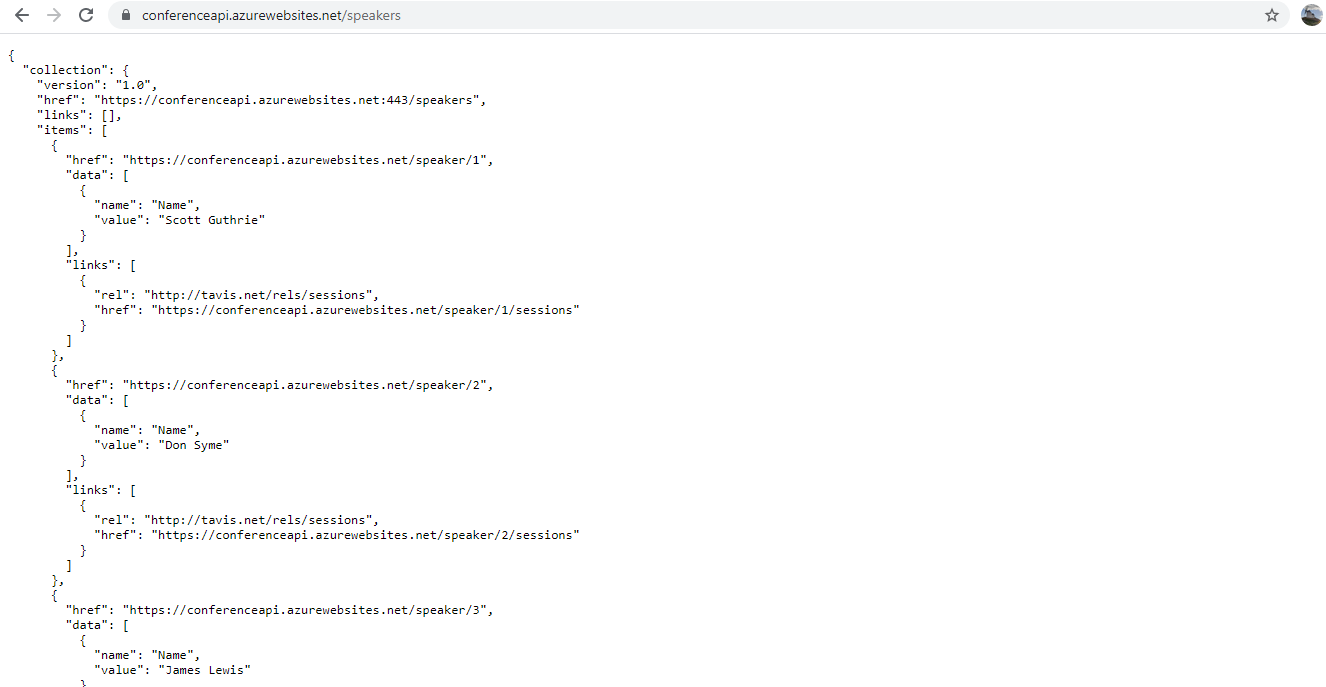 conferenceapi.azurewebsites.net/speakers
{
  "collection": {
    "version": "1.0",
    "href": "https://conferenceapi.azurewebsites.net:443/speakers",
    "links": [],
    "items": [
      {
        "href": "https://conferenceapi.azurewebsites.net/speaker/1",
        "data": [
          {
            "name": "Name",
            "value": "Scott Guthrie"
          }
        ],
        "links": [
          {
            "rel": "http://tavis.net/rels/sessions",
            "href": "https://conferenceapi.azurewebsites.net/speaker/1/sessions"
          }
        ]
      },
      {
        "href": "https://conferenceapi.azurewebsites.net/speaker/2",
        "data": [
          {
            "name": "Name",
            "value": "Don Syme"
          }
        ],
        "links": [
          {
            "rel": "http://tavis.net/rels/sessions",
            "href": "https://conferenceapi.azurewebsites.net/speaker/2/sessions"
          }
        ]
      },
      {
        "href": "https://conferenceapi.azurewebsites.net/speaker/3",
        "data": [
          {
            "name": "Name",
            "value": "James Lewis"
          }